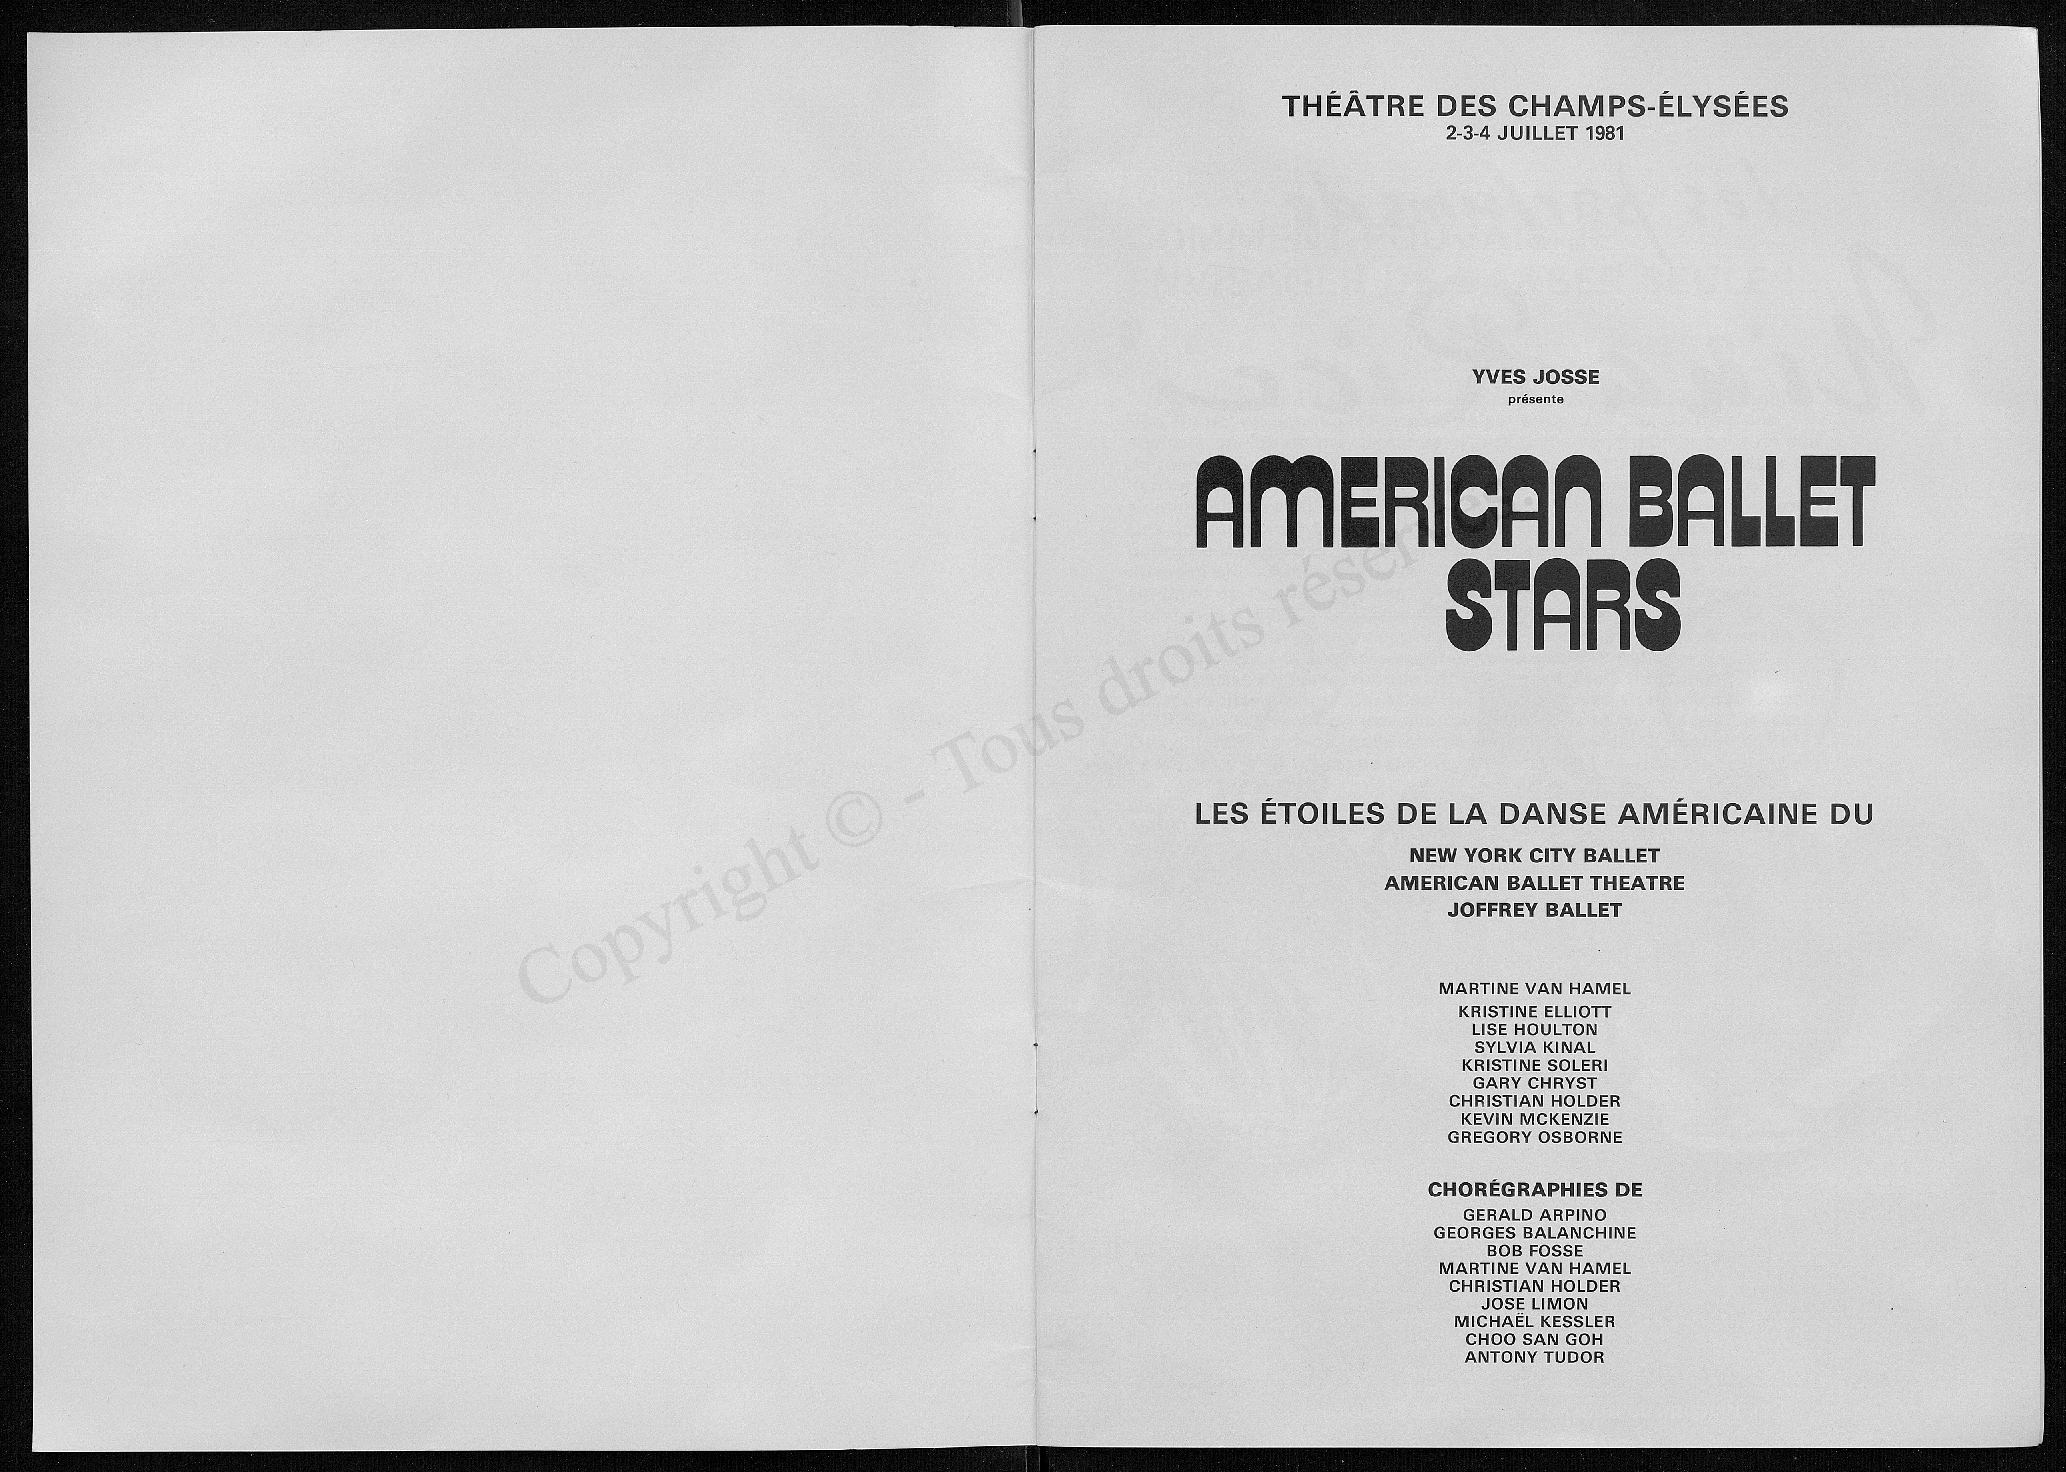 THÉÂTRE DES CHAMPS-ÉLYSÉES
2-3-4 JUILLET 1981
YVES JOSSE
présente
AMERICAN BALLET
STARS
LES ÉTOILES DE LA DANSE AMÉRICAINE DU
NEW YORK CITY BALLET
AMERICAN BALLET THEATRE
JOFFREY BALLET
MARTINE VAN HAMEL
KRISTINE ELLIOTT
LISE HOULTON
SYLVIA KINAL
KRISTINE SOLERI
GARY CHRYST
CHRISTIAN HOLDER
KEVIN MCKENZIE
GREGORY OSBORNE
CHORÉGRAPHIES DE
GERALD ARPINO
GEORGES BALANCHINE
BOB FOSSE
MARTINE VAN HAMEL
CHRISTIAN HOLDER
JOSE LIMON
MICHAËL KESSLER
CHOO SAN GOH
ANTONY TUDOR
Copyright © - Tous droits réservés.